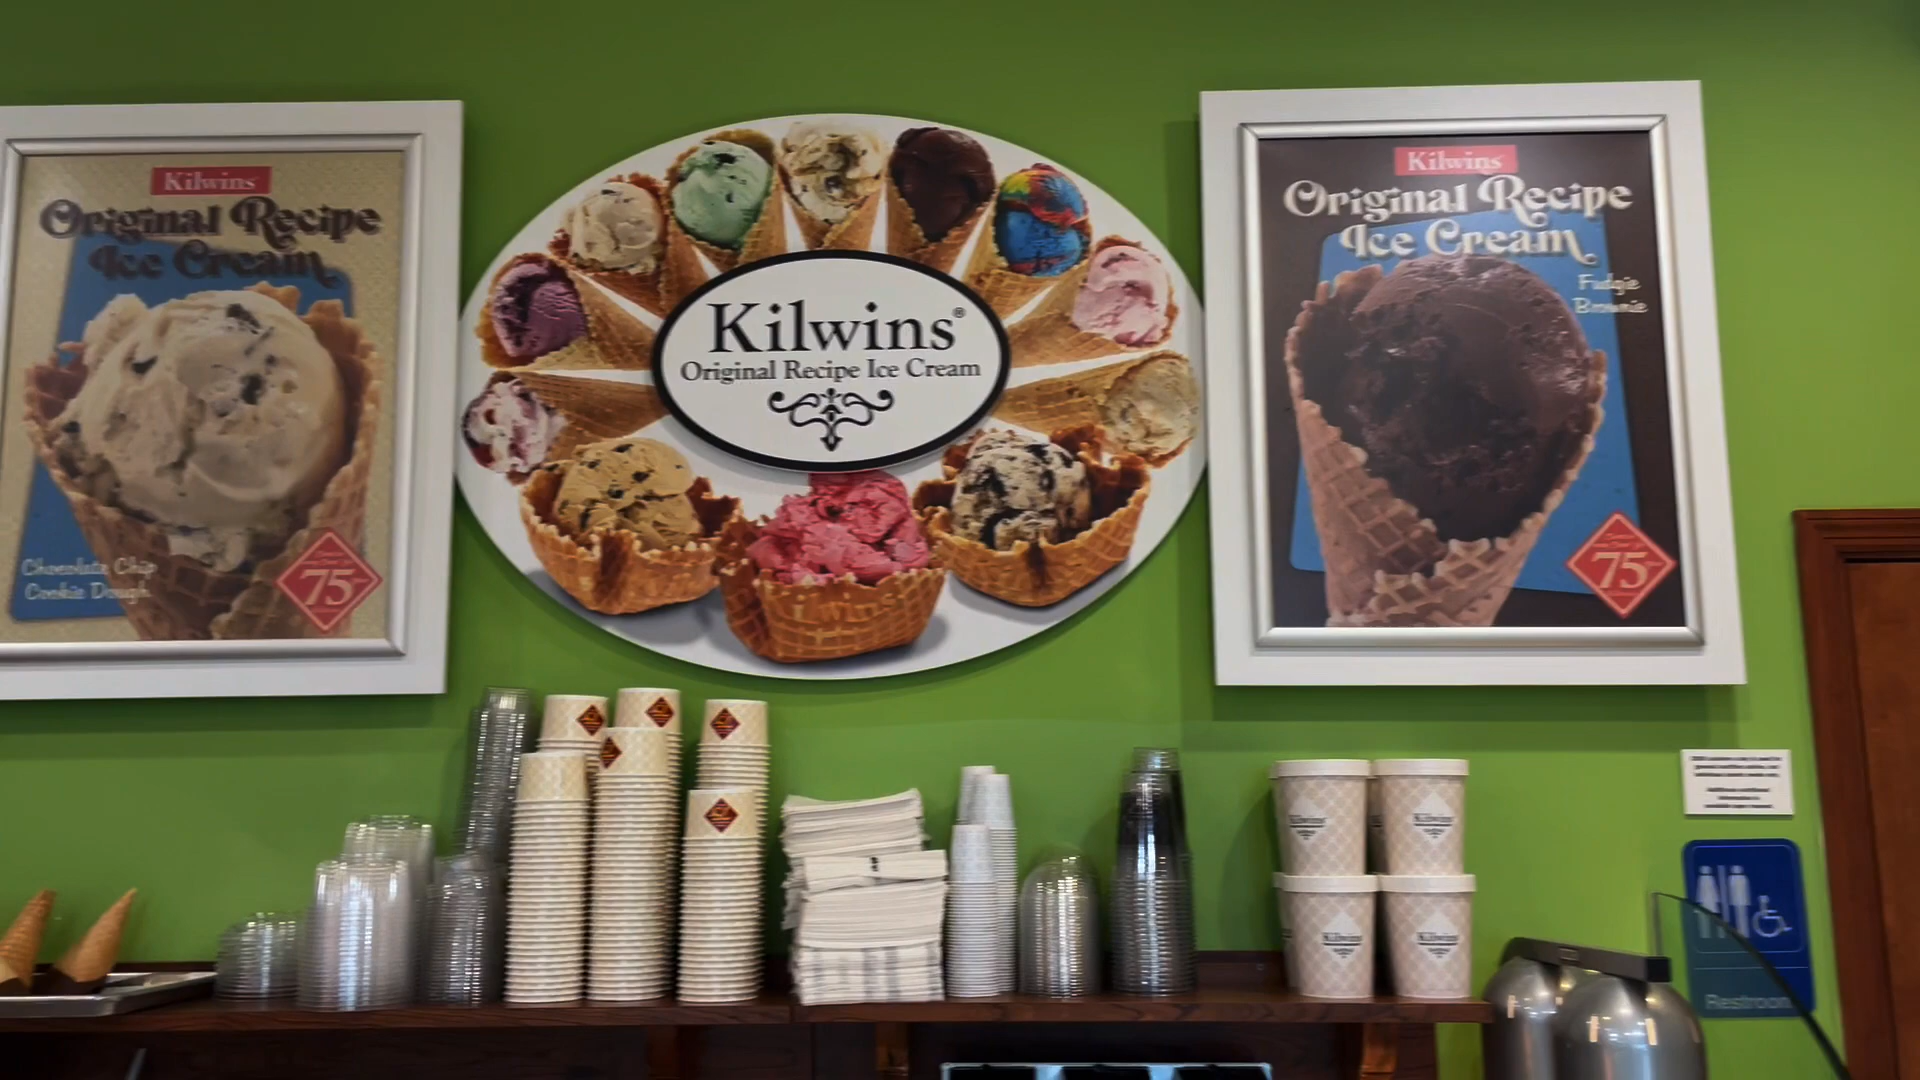 Kilwins
Original Recipe
Ice Cream
Chocolate Chip
Cookie Dough
75
Kilwins®
Original Recipe Ice Cream
Kilwins
Kilwins
Original Recipe
Ice Cream
Fudgie
Brownie
75
Kilwins
Kilwins
Kilwins
Kilwins
Restroom